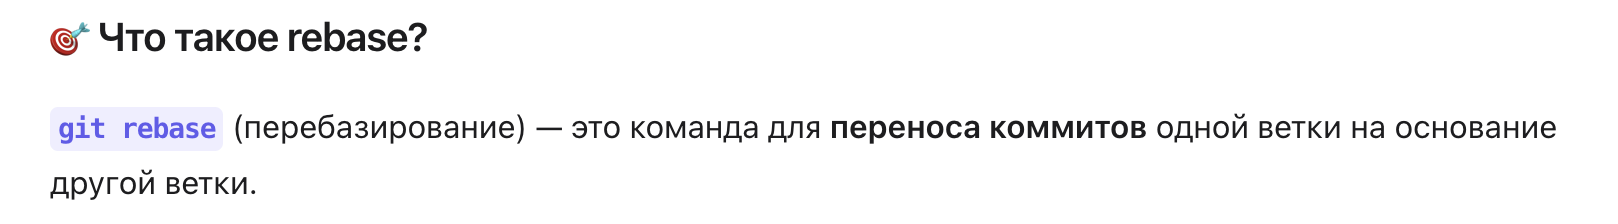 🎯 Что такое rebase?
git rebase (перебазирование) — это команда для переноса коммитов одной ветки на основание
другой ветки.